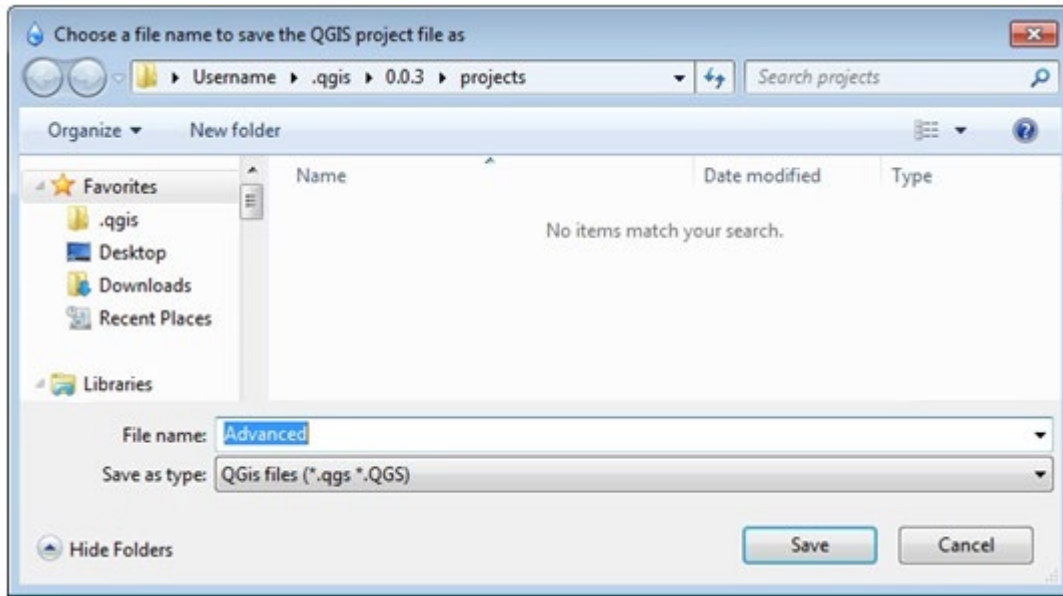 Choose a file name to save the QGIS project file as
Username .qgis 0.0.3 projects Search projects
Organize New folder
Favorites
.qgis
Desktop
Downloads
Recent Places
Libraries
Name Date modified Type
No items match your search.
File name: Advanced
Save as type: QGis files (*.qgs *.QGS)
Hide Folders Save Cancel